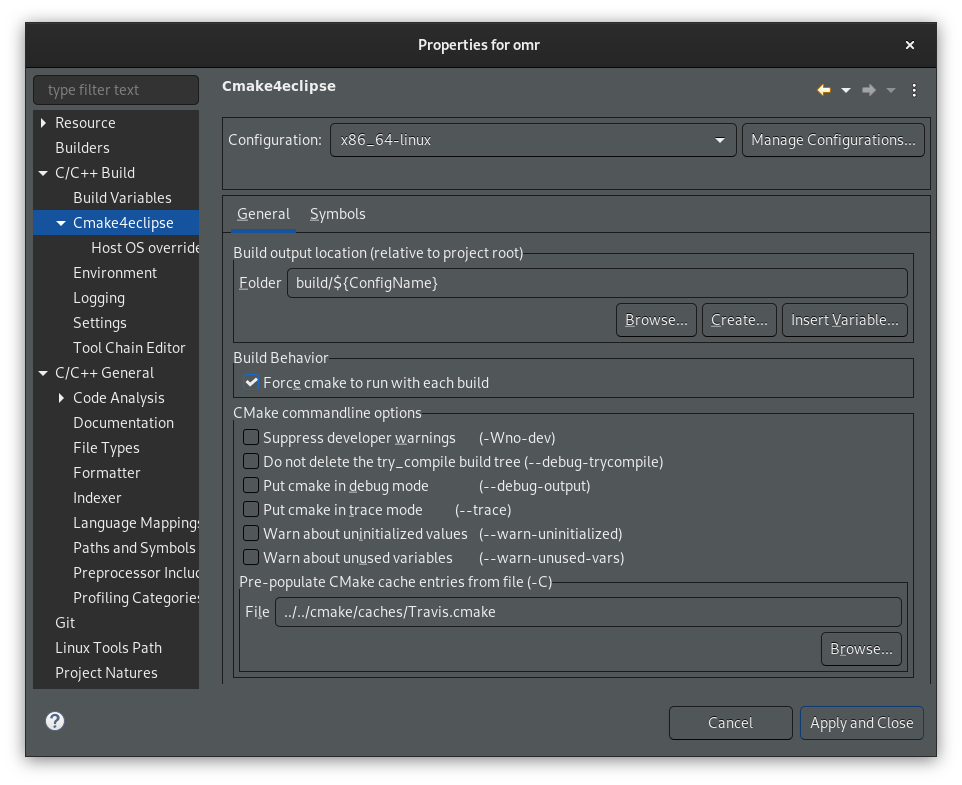 Properties for omr
type filter text
Resource
Builders
C/C++ Build
Build Variables
Cmake4eclipse
Host OS override
Environment
Logging
Settings
Tool Chain Editor
C/C++ General
Code Analysis
Documentation
File Types
Formatter
Indexer
Language Mappings
Paths and Symbols
Preprocessor Inclu
Profiling Categories
Git
Linux Tools Path
Project Natures
Cmake4eclipse
Configuration: x86_64-linux Manage Configurations...
General Symbols
Build output location (relative to project root)
Folder build/${ConfigName}
Browse... Create... Insert Variable...
Build Behavior
Force cmake to run with each build
CMake commandline options
Suppress developer warnings (-Wno-dev)
Do not delete the try_compile build tree (--debug-trycompile)
Put cmake in debug mode (--debug-output)
Put cmake in trace mode (--trace)
Warn about uninitialized values (--warn-uninitialized)
Warn about unused variables (--warn-unused-vars)
Pre-populate CMake cache entries from file (-C)
File ../../cmake/caches/Travis.cmake
Browse...
? Cancel Apply and Close